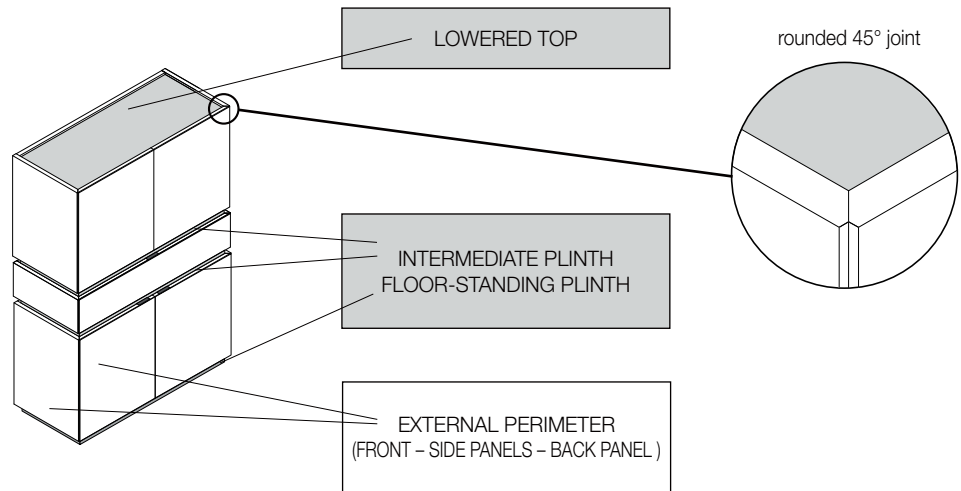 LOWERED TOP
rounded 45° joint
INTERMEDIATE PLINTH
FLOOR-STANDING PLINTH
EXTERNAL PERIMETER
(FRONT – SIDE PANELS – BACK PANEL )